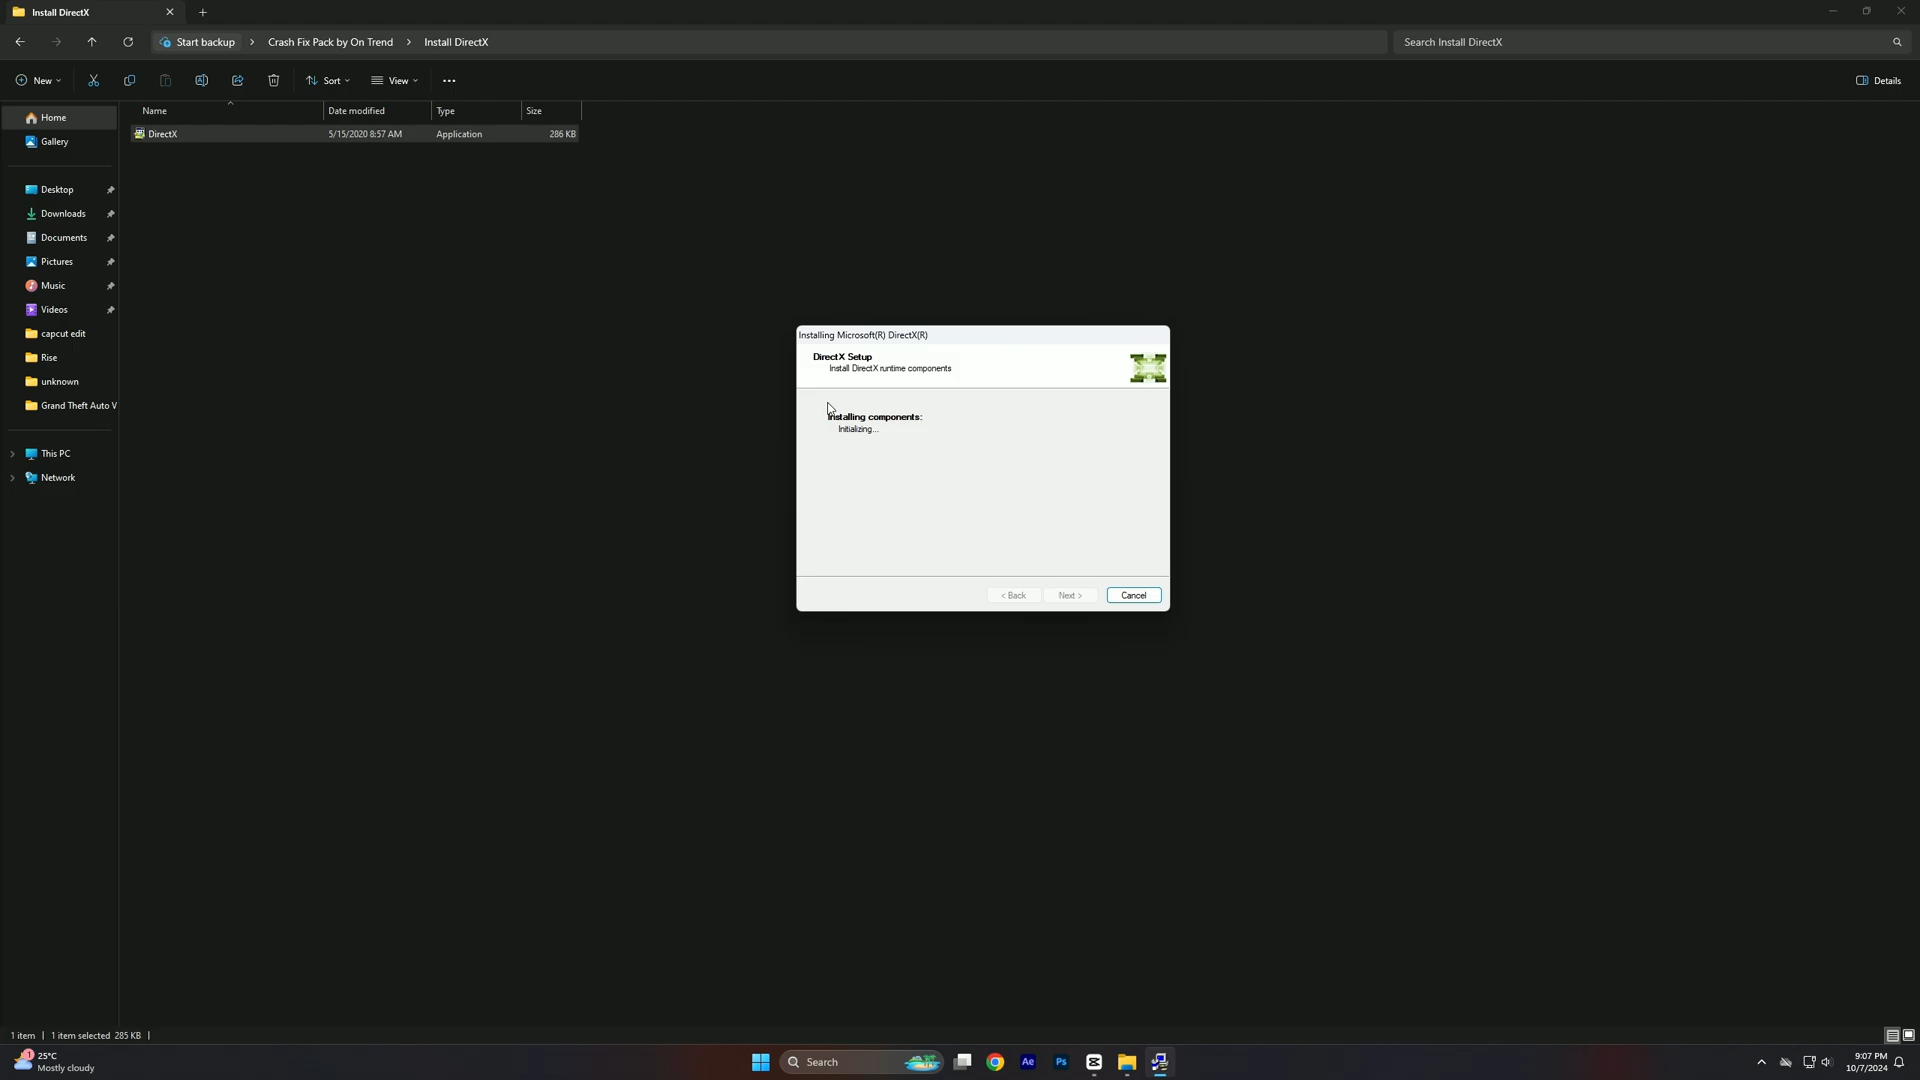 Install DirectX
Start backup
Crash Fix Pack by On Trend
Install DirectX
Search Install DirectX
New
Sort
View
Details
Name
Date modified
Type
Size
DirectX
5/15/2020 8:57 AM
Application
286 KB
Home
Gallery
Desktop
Downloads
Documents
Pictures
Music
Videos
capcut edit
Rise
unknown
Grand Theft Auto V
This PC
Network
Installing Microsoft(R) DirectX(R)
DirectX Setup
Install DirectX runtime components
Installing components:
Initializing...
< Back
Next >
Cancel
1 item
1 item selected 285 KB
1
25°C
Mostly cloudy
Search
Ae
Ps
9:07 PM
10/7/2024